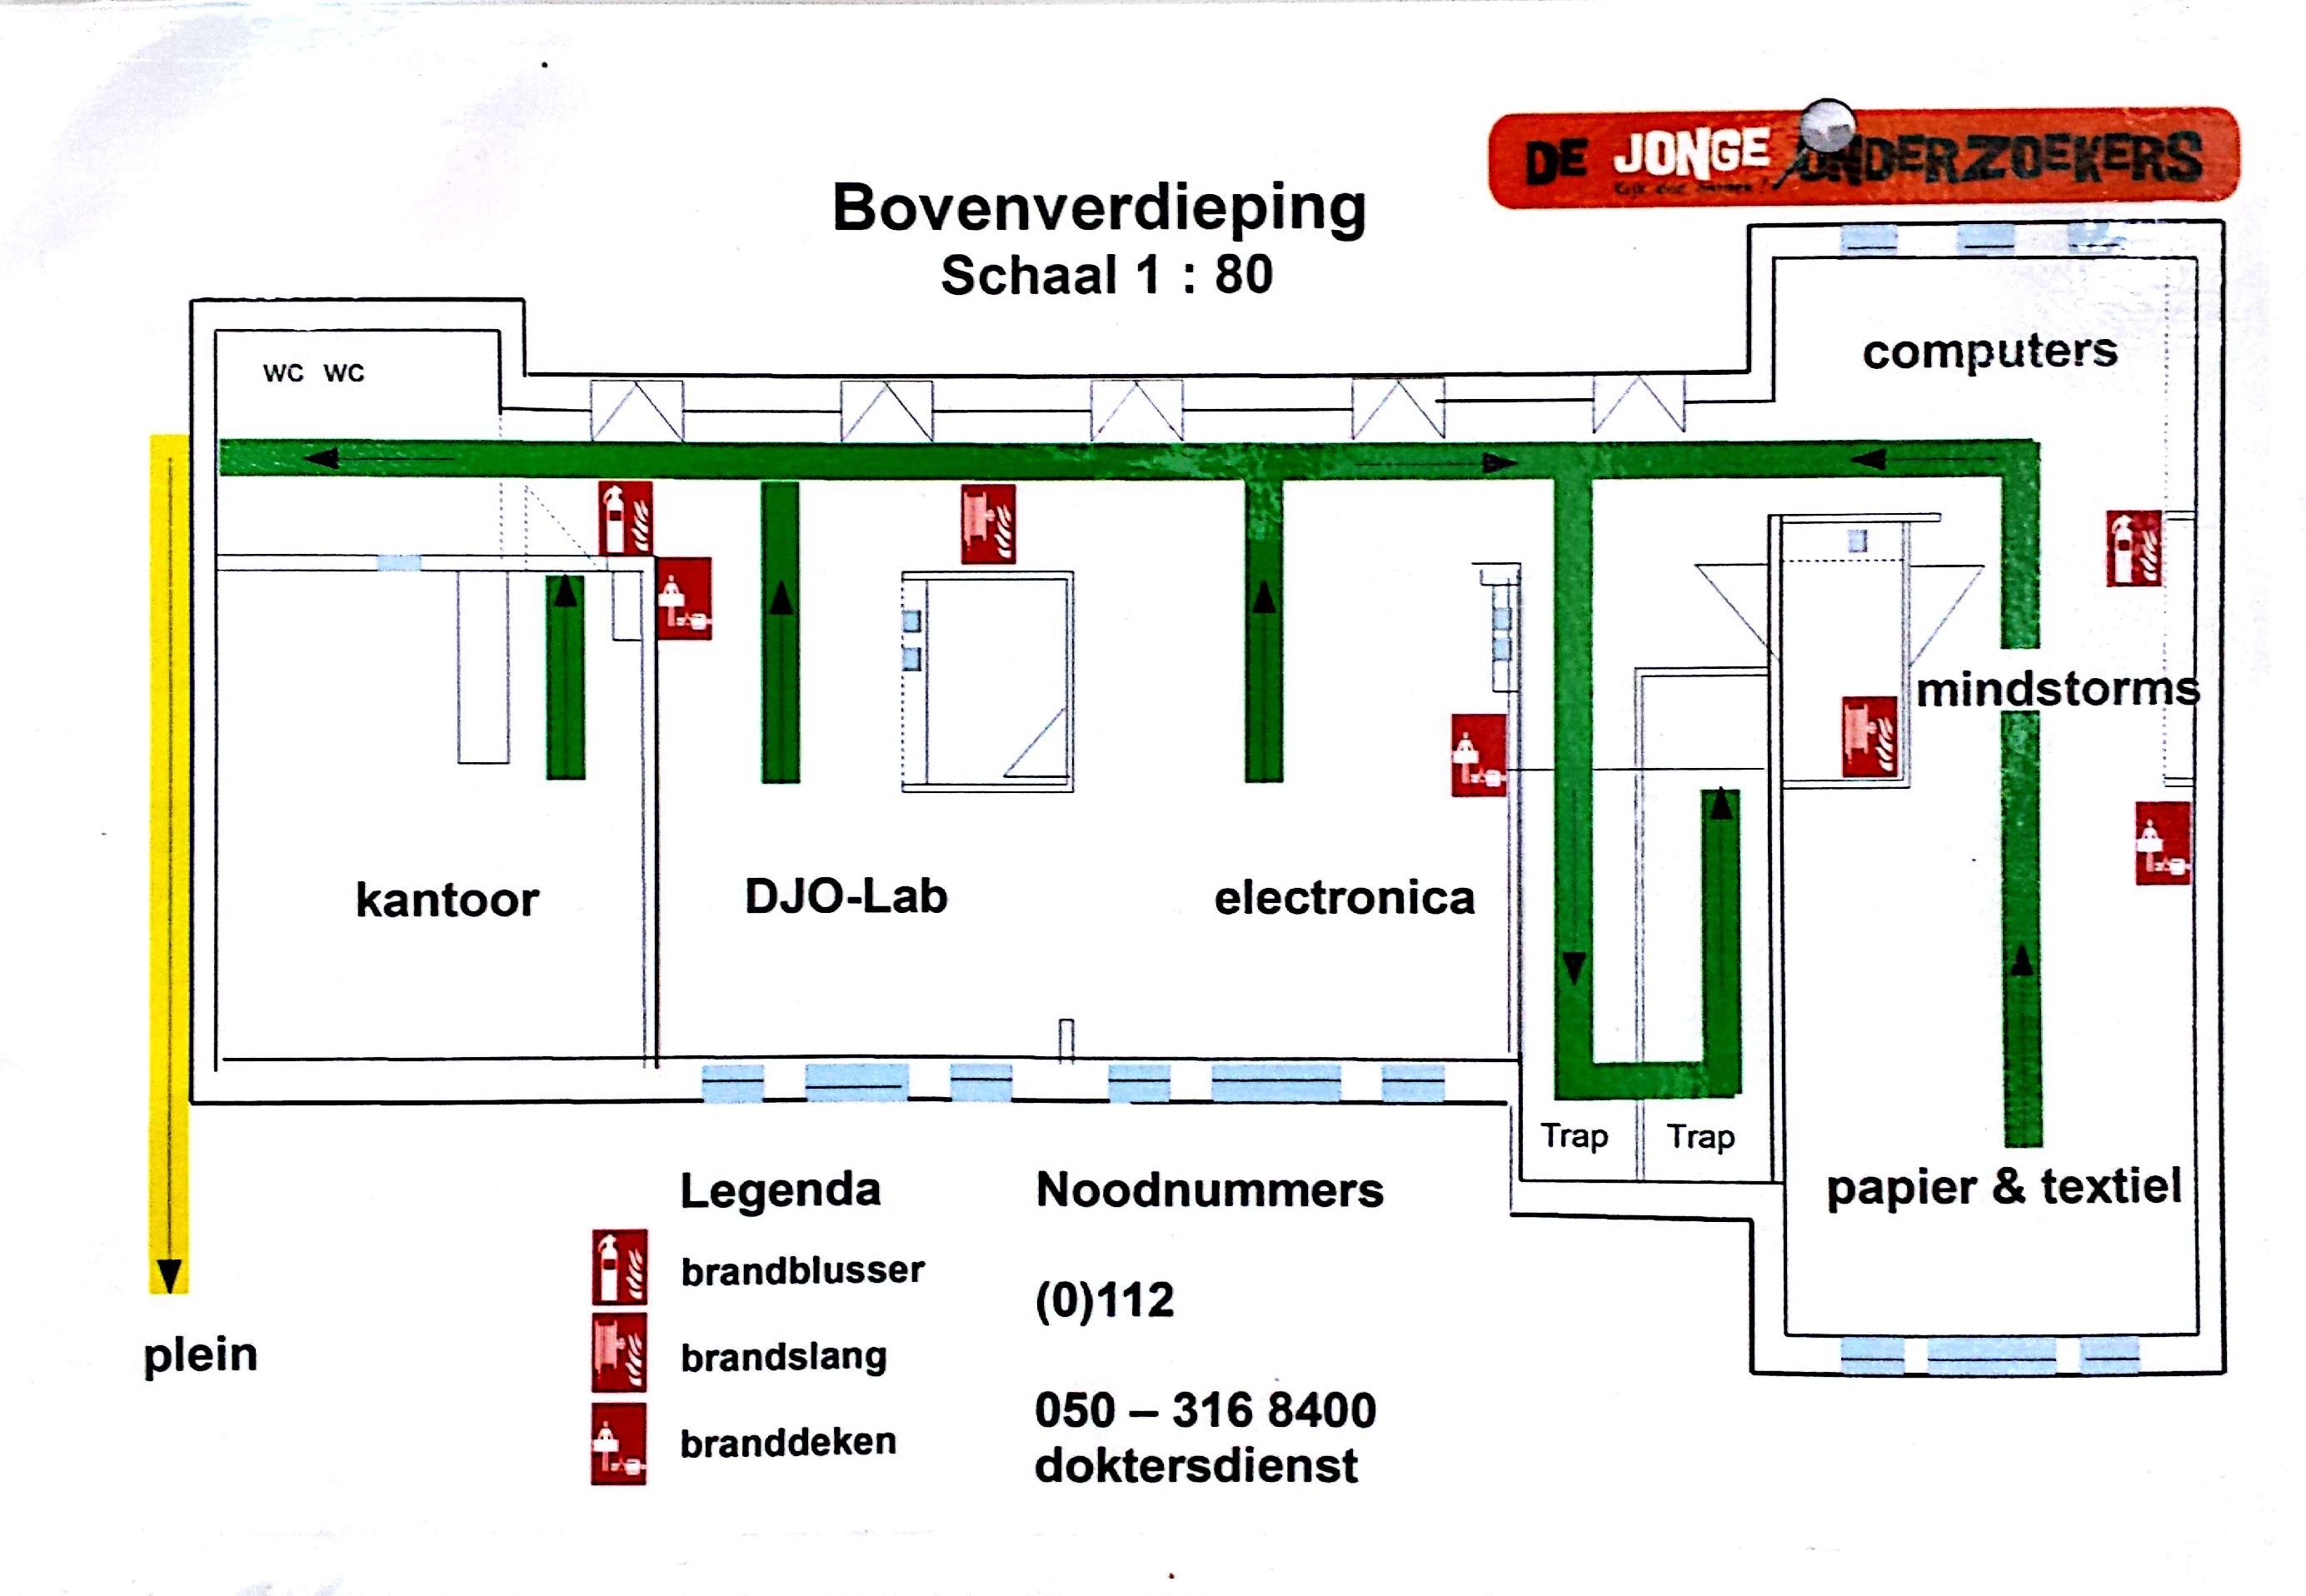 DE JONGE ONDERZOEKERS
Bovenverdieping
Schaal 1 : 80
computers
WC WC
mindstorms
kantoor
DJO-Lab
electronica
Trap
Trap
papier & textiel
plein
Legenda
brandblusser
brandslang
branddeken
Noodnummers
(0)112
050 – 316 8400
doktersdienst